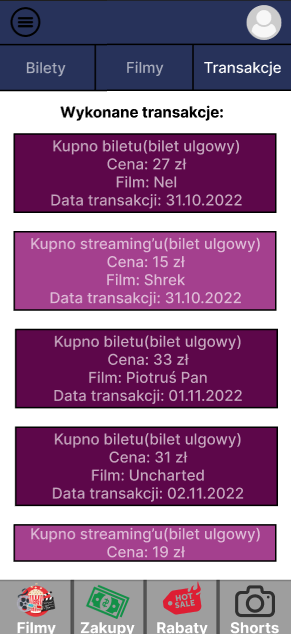 Bilety
Filmy
Transakcje
Wykonane transakcje:
Kupno biletu(bilet ulgowy)
Cena: 27 zł
Film: Nel
Data transakcji: 31.10.2022
Kupno streaming'u(bilet ulgowy)
Cena: 15 zł
Film: Shrek
Data transakcji: 31.10.2022
Kupno biletu(bilet ulgowy)
Cena: 33 zł
Film: Piotruś Pan
Data transakcji: 01.11.2022
Kupno biletu(bilet ulgowy)
Cena: 31 zł
Film: Uncharted
Data transakcji: 02.11.2022
Kupno streaming'u(bilet ulgowy)
Cena: 19 zł
HOT
SALE
Filmy
Zakupy
Rabaty
Shorts